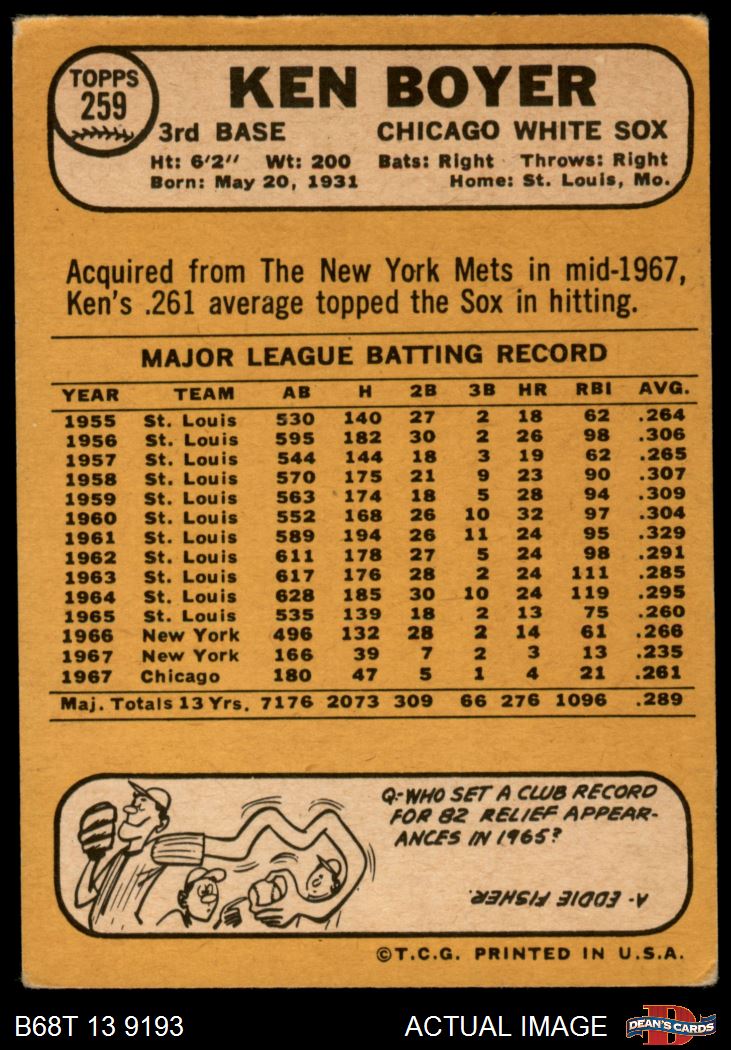 TOPPS
259
KEN BOYER
3rd BASE CHICAGO WHITE SOX
Ht: 6'2" Wt: 200 Bats: Right Throws: Right
Born: May 20, 1931 Home: St. Louis, Mo.
Acquired from The New York Mets in mid-1967,
Ken's .261 average topped the Sox in hitting.
MAJOR LEAGUE BATTING RECORD
YEAR TEAM AB H 2B 3B HR RBI AVG.
1955 St. Louis 530 140 27 2 18 62 .264
1956 St. Louis 595 182 30 2 26 98 .306
1957 St. Louis 544 144 18 3 19 62 .265
1958 St. Louis 570 175 21 9 23 90 .307
1959 St. Louis 563 174 18 5 28 94 .309
1960 St. Louis 552 168 26 10 32 97 .304
1961 St. Louis 589 194 26 11 24 95 .329
1962 St. Louis 611 178 27 5 24 98 .291
1963 St. Louis 617 176 28 2 24 111 .285
1964 St. Louis 628 185 30 10 24 119 .295
1965 St. Louis 535 139 18 2 13 75 .260
1966 New York 496 132 28 2 14 61 .266
1967 New York 166 39 7 2 3 13 .235
1967 Chicago 180 47 5 1 4 21 .261
Maj. Totals 13 Yrs. 7176 2073 309 66 276 1096 .289
Q-WHO SET A CLUB RECORD
FOR 82 RELIEF APPEAR-
ANCES IN 1965?
A- EDDIE FISHER.
©T.C.G. PRINTED IN U.S.A.
B68T 13 9193 ACTUAL IMAGE DEAN'S CARDS